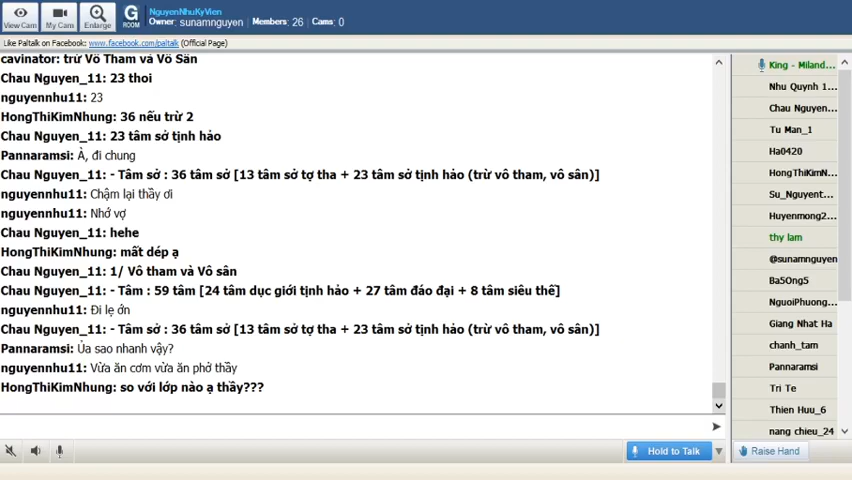 View Cam
My Cam
Enlarge
G
ROOM
NguyenNhuKyVien
Owner: sunamnguyen Members: 26 Cams: 0
Like Paltalk on Facebook: www.facebook.com/paltalk (Official Page)
cavinator: trừ Vô Tham và Vô Sân
Chau Nguyen_11: 23 thoi
nguyennhu11: 23
HongThiKimNhung: 36 nếu trừ 2
Chau Nguyen_11: 23 tâm sở tịnh hảo
Pannaramsi: À, đi chung
Chau Nguyen_11: - Tâm sở : 36 tâm sở [13 tâm sở tợ tha + 23 tâm sở tịnh hảo (trừ vô tham, vô sân)]
nguyennhu11: Chậm lại thầy ơi
nguyennhu11: Nhớ vợ
Chau Nguyen_11: hehe
HongThiKimNhung: mất dép ạ
Chau Nguyen_11: 1/ Vô tham và Vô sân
Chau Nguyen_11: - Tâm : 59 tâm [24 tâm dục giới tịnh hảo + 27 tâm đáo đại + 8 tâm siêu thế]
nguyennhu11: Đi lẹ ớn
Chau Nguyen_11: - Tâm sở : 36 tâm sở [13 tâm sở tợ tha + 23 tâm sở tịnh hảo (trừ vô tham, vô sân)]
Pannaramsi: Ủa sao nhanh vậy?
nguyennhu11: Vừa ăn cơm vừa ăn phở thầy
HongThiKimNhung: so với lớp nào ạ thầy???
King - Miland...
Nhu Quynh 1...
Chau Nguyen...
Tu Man_1
Ha0420
HongThiKimN...
Su_Nguyent...
Huyenmong2...
thy lam
@sunamnguyen
Ba5Ong5
NguoiPhuong...
Giang Nhat Ha
chanh_tam
Pannaramsi
Tri Te
Thien Huu_6
nang chieu_24
Hold to Talk
Raise Hand